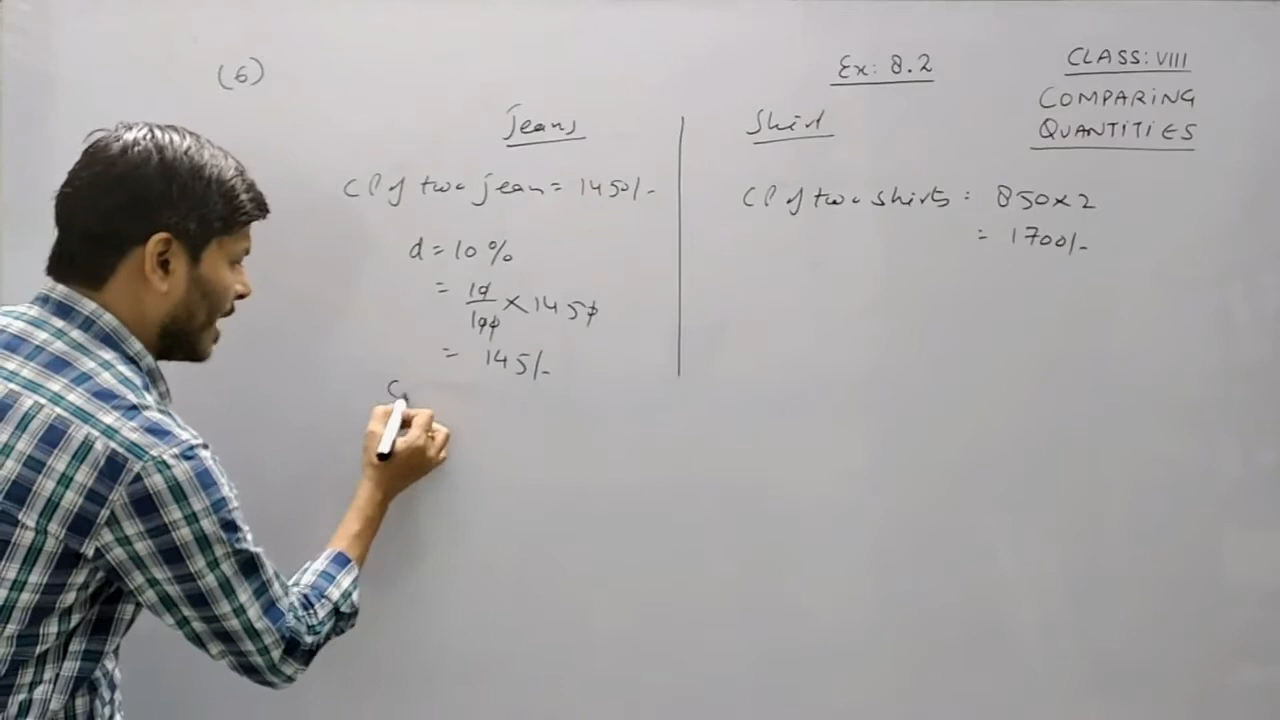 (6)
Ex: 8.2
CLASS: VIII
COMPARING
QUANTITIES
Jeans
CP of two jean = 1450/-
d = 10%
= 10/100 × 1450
= 145/-
C
Shirt
CP of two shirts = 850×2
= 1700/-